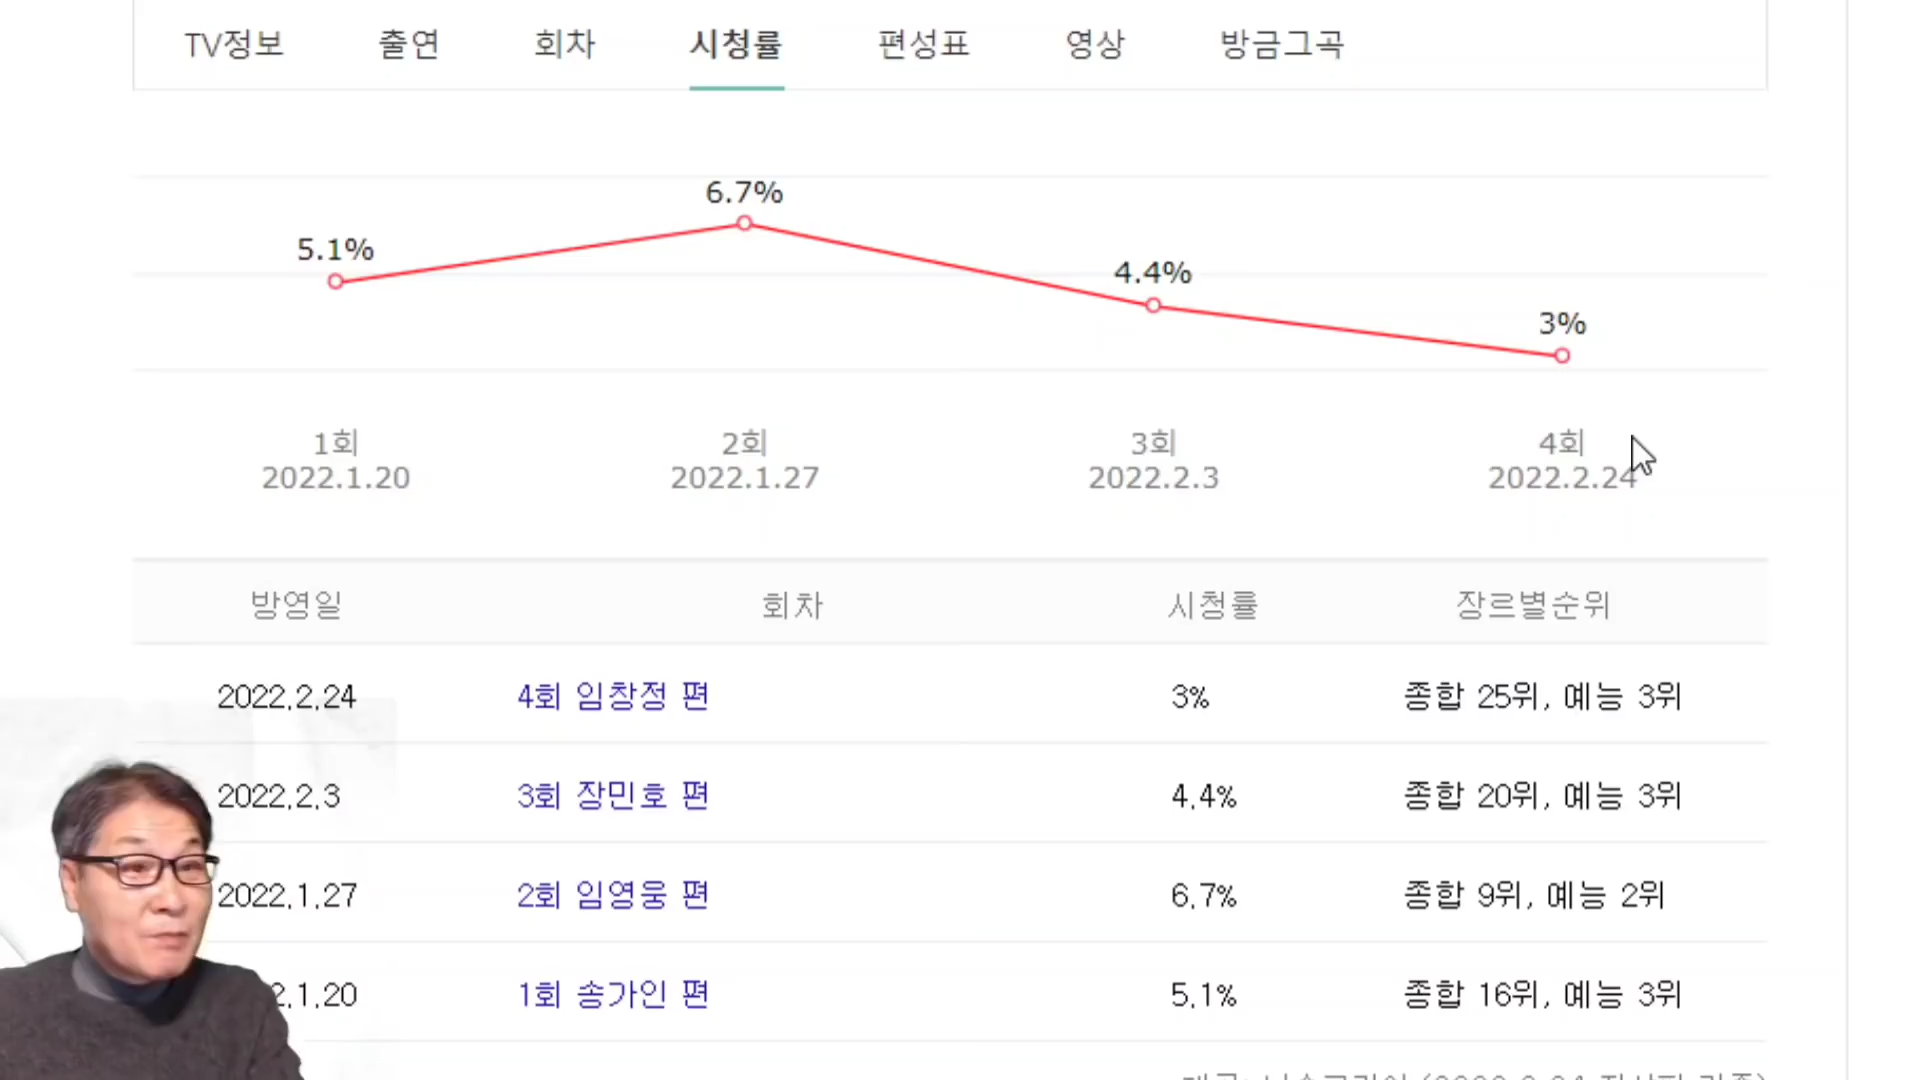 TV정보 출연 회차 시청률 편성표 영상 방금그곡
6.7%
5.1%
4.4%
3%
1회 2회 3회 4회
2022.1.20 2022.1.27 2022.2.3 2022.2.24
방영일 회차 시청률 장르별순위
2022.2.24 4회 임창정 편 3% 종합 25위, 예능 3위
2022.2.3 3회 장민호 편 4.4% 종합 20위, 예능 3위
2022.1.27 2회 임영웅 편 6.7% 종합 9위, 예능 2위
2.1.20 1회 송가인 편 5.1% 종합 16위, 예능 3위